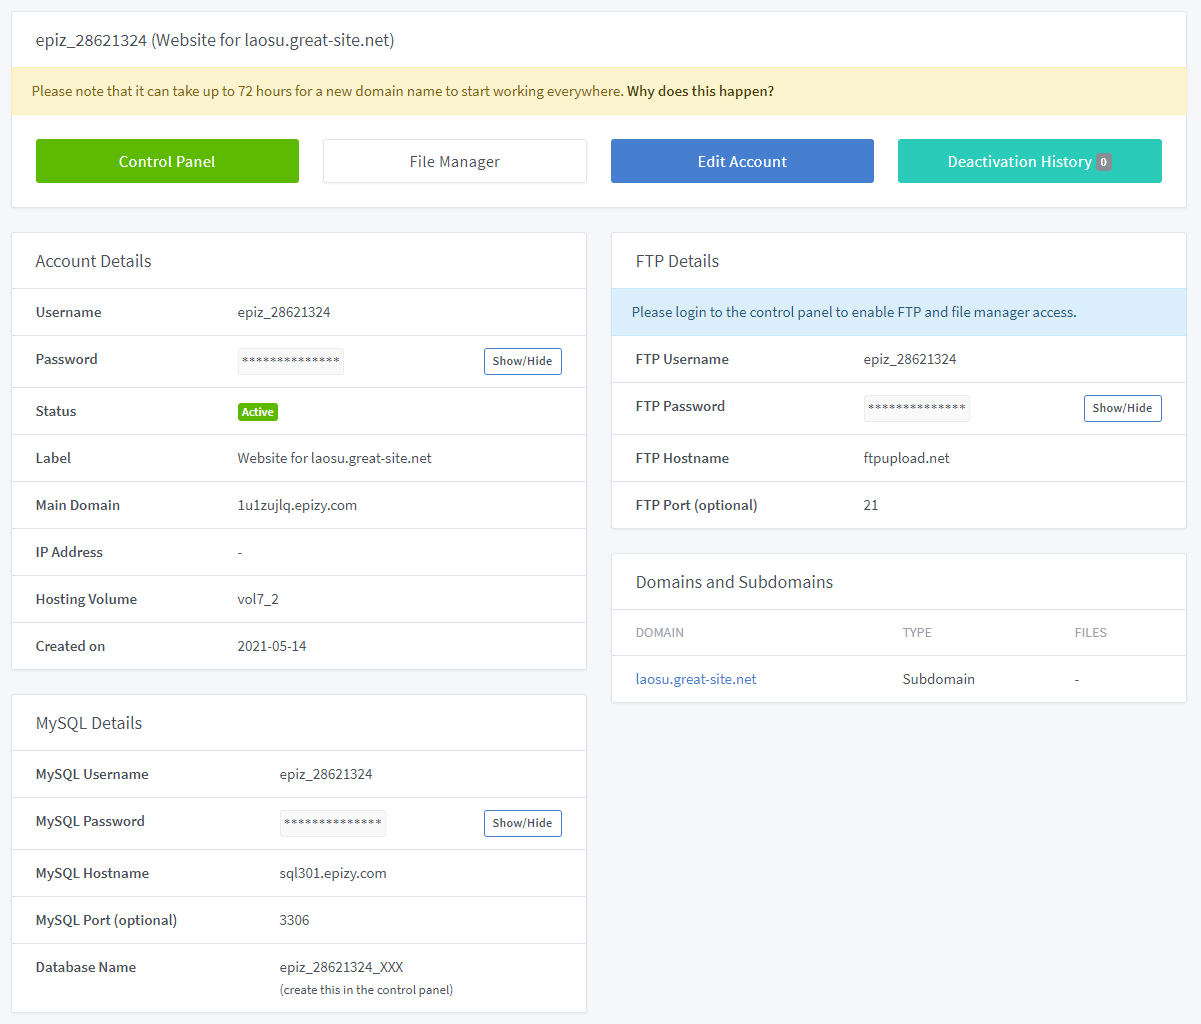 epiz_28621324 (Website for laosu.great-site.net)
Please note that it can take up to 72 hours for a new domain name to start working everywhere. Why does this happen?
Control Panel
File Manager
Edit Account
Deactivation History 0
Account Details
Username epiz_28621324
Password ************** Show/Hide
Status Active
Label Website for laosu.great-site.net
Main Domain 1u1zujlq.epizy.com
IP Address -
Hosting Volume vol7_2
Created on 2021-05-14
MySQL Details
MySQL Username epiz_28621324
MySQL Password ************** Show/Hide
MySQL Hostname sql301.epizy.com
MySQL Port (optional) 3306
Database Name epiz_28621324_XXX
(create this in the control panel)
FTP Details
Please login to the control panel to enable FTP and file manager access.
FTP Username epiz_28621324
FTP Password ************** Show/Hide
FTP Hostname ftpupload.net
FTP Port (optional) 21
Domains and Subdomains
DOMAIN TYPE FILES
laosu.great-site.net Subdomain -